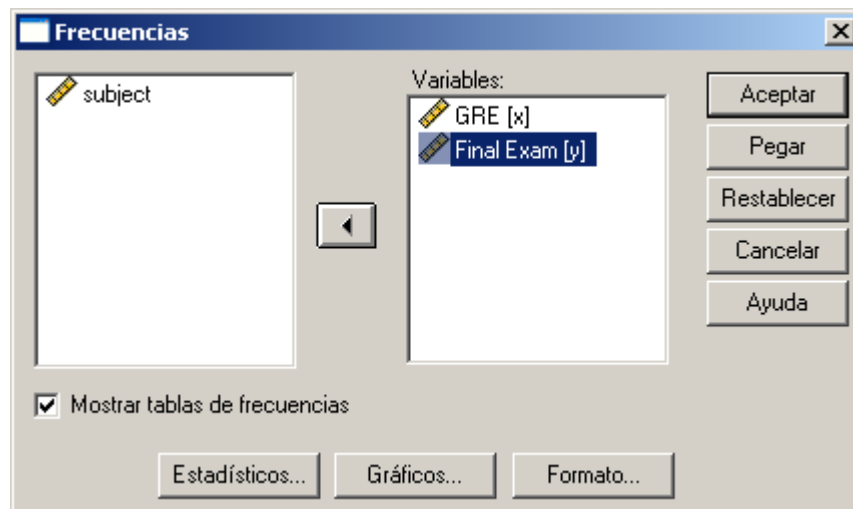 Frecuencias
subject
Variables:
GRE [x]
Final Exam [y]
Aceptar
Pegar
Restablecer
Cancelar
Ayuda
Mostrar tablas de frecuencias
Estadísticos...
Gráficos...
Formato...